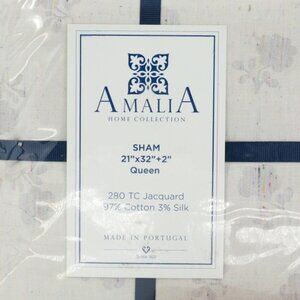 AMALIA
HOME COLLECTION
SHAM
21"x32"+2"
Queen
280 TC Jacquard
97% Cotton 3% Silk
MADE IN PORTUGAL